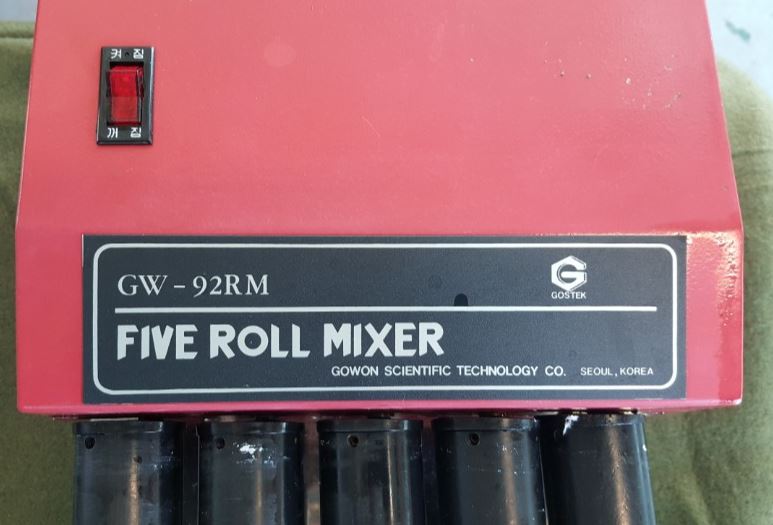 켜 짐
꺼 짐
GW-92RM
GOSTEK
FIVE ROLL MIXER
GOWON SCIENTIFIC TECHNOLOGY CO. SEOUL, KOREA